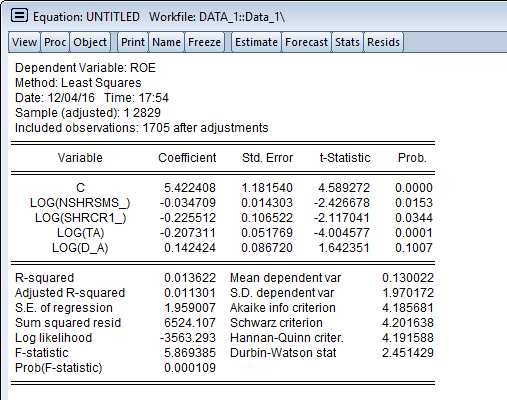 Equation: UNTITLED Workfile: DATA_1::Data_1\
View Proc Object Print Name Freeze Estimate Forecast Stats Resids
Dependent Variable: ROE
Method: Least Squares
Date: 12/04/16 Time: 17:54
Sample (adjusted): 1 2829
Included observations: 1705 after adjustments
Variable Coefficient Std. Error t-Statistic Prob.
C 5.422408 1.181540 4.589272 0.0000
LOG(NSHRSMS_) -0.034709 0.014303 -2.426678 0.0153
LOG(SHRCR1_) -0.225512 0.106522 -2.117041 0.0344
LOG(TA) -0.207311 0.051769 -4.004577 0.0001
LOG(D_A) 0.142424 0.086720 1.642351 0.1007
R-squared 0.013622 Mean dependent var 0.130022
Adjusted R-squared 0.011301 S.D. dependent var 1.970172
S.E. of regression 1.959007 Akaike info criterion 4.185681
Sum squared resid 6524.107 Schwarz criterion 4.201638
Log likelihood -3563.293 Hannan-Quinn criter. 4.191588
F-statistic 5.869385 Durbin-Watson stat 2.451429
Prob(F-statistic) 0.000109